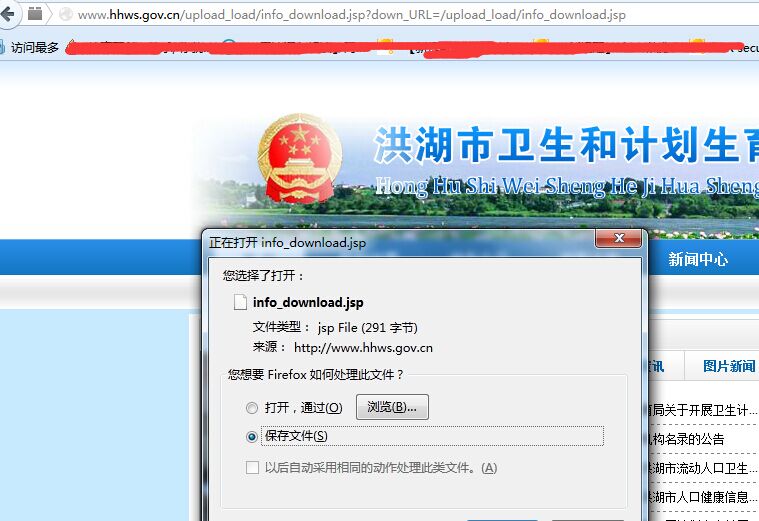 www.hhws.gov.cn/upload_load/info_download.jsp?down_URL=/upload_load/info_download.jsp
访问最多
洪湖市卫生和计划生育
Hong Hu Shi Wei Sheng He Ji Hua Sheng
新闻中心
正在打开 info_download.jsp
您选择了打开：
info_download.jsp
文件类型： jsp File (291 字节)
来源： http://www.hhws.gov.cn
您想要 Firefox 如何处理此文件？
打开，通过(O)
浏览(B)...
保存文件(S)
以后自动采用相同的动作处理此类文件。(A)
讯
图片新闻
局关于开展卫生计...
机构名录的公告
洪湖市流动人口卫生...
洪湖市人口健康信息...